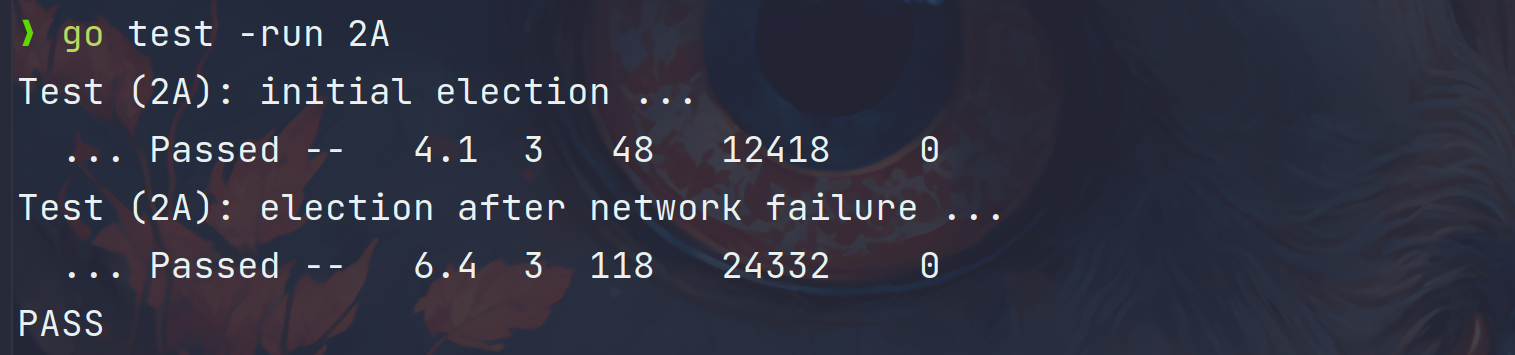 ❯ go test -run 2A
Test (2A): initial election ...
  ... Passed --   4.1  3   48   12418    0
Test (2A): election after network failure ...
  ... Passed --   6.4  3  118   24332    0
PASS